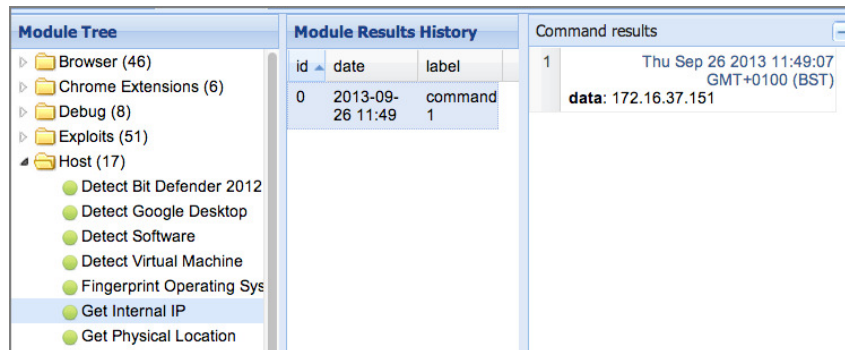 Module Tree
Browser (46)
Chrome Extensions (6)
Debug (8)
Exploits (51)
Host (17)
Detect Bit Defender 2012
Detect Google Desktop
Detect Software
Detect Virtual Machine
Fingerprint Operating Sys
Get Internal IP
Get Physical Location
Module Results History
id date label
0 2013-09- command
26 11:49 1
Command results
1 Thu Sep 26 2013 11:49:07
GMT+0100 (BST)
data: 172.16.37.151